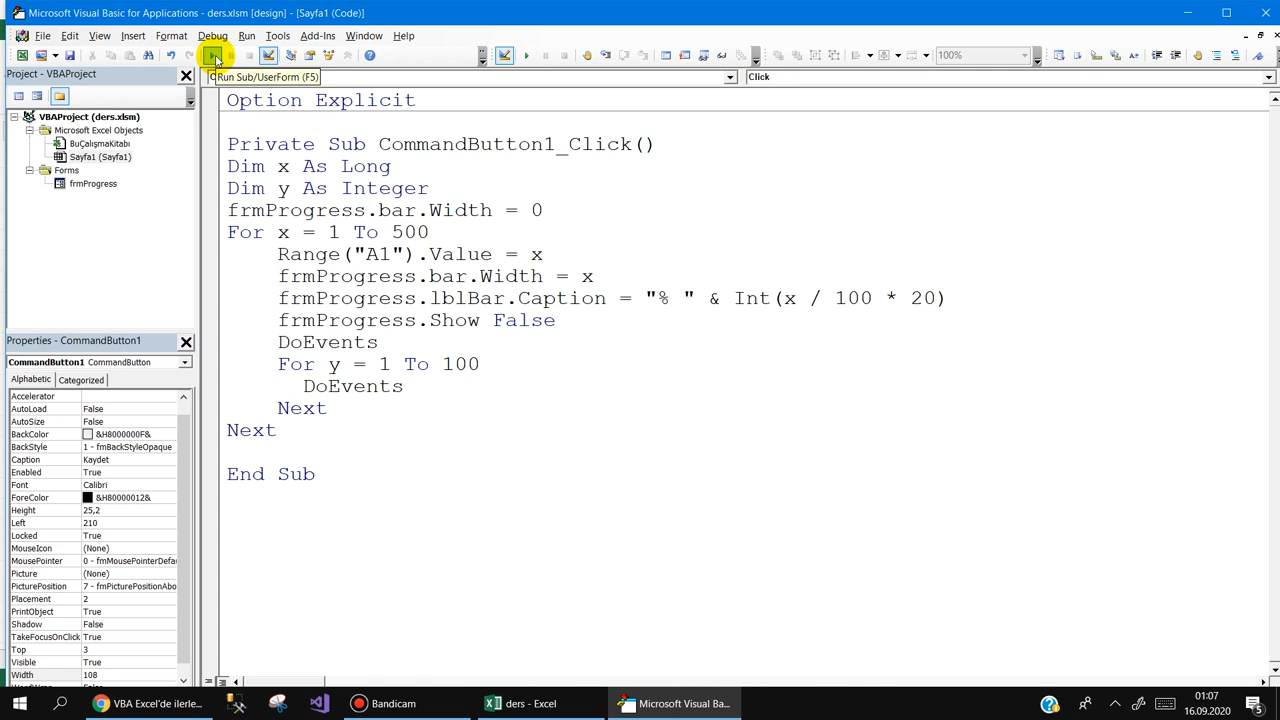 Microsoft Visual Basic for Applications - ders.xlsm [design] - [Sayfa1 (Code)]
File Edit View Insert Format Debug Run Tools Add-Ins Window Help
100%
Project - VBAProject
Run Sub/UserForm (F5)
Click
VBAProject (ders.xlsm)
Microsoft Excel Objects
BuÇalışmaKitabı
Sayfa1 (Sayfa1)
Forms
frmProgress
Option Explicit
Private Sub CommandButton1_Click()
Dim x As Long
Dim y As Integer
frmProgress.bar.Width = 0
For x = 1 To 500
Range("A1").Value = x
frmProgress.bar.Width = x
frmProgress.lblBar.Caption = "% " & Int(x / 100 * 20)
frmProgress.Show False
DoEvents
For y = 1 To 100
DoEvents
Next
Next
End Sub
Properties - CommandButton1
CommandButton1 CommandButton
Alphabetic Categorized
Accelerator
AutoLoad False
AutoSize False
BackColor &H8000000F&
BackStyle 1 - fmBackStyleOpaque
Caption Kaydet
Enabled True
Font Calibri
ForeColor &H80000012&
Height 25,2
Left 210
Locked True
MouseIcon (None)
MousePointer 0 - fmMousePointerDefa
Picture (None)
PicturePosition 7 - fmPicturePositionAbo
Placement 2
PrintObject True
Shadow False
TakeFocusOnClick True
Top 3
Visible True
Width 108
VBA Excel'de ilerle...
Bandicam
ders - Excel
Microsoft Visual Ba...
01:07
16.09.2020
5